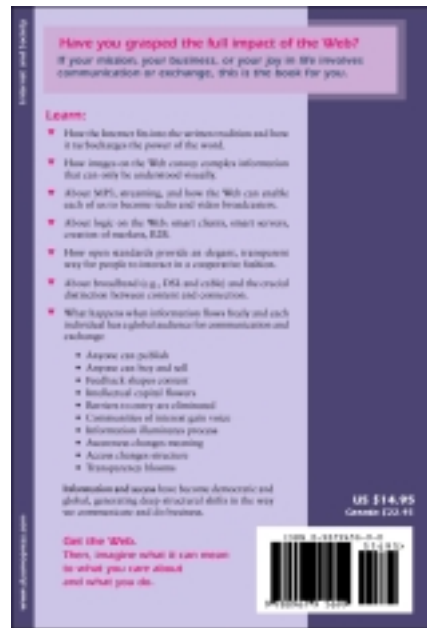 Internet and Society
Have you grasped the full impact of the Web?
If your mission, your business, or your joy in life involves
communication or exchange, this is the book for you.
Learn:
How the Internet fits into the written tradition and how
it turbocharges the power of the word.
How images on the Web convey complex information
that can only be understood visually.
About MP3, streaming, and how the Web can enable
each of us to become radio and video broadcasters.
About logic on the Web: smart clients, smart servers,
creation of markets, B2B.
How open standards provide an elegant, transparent
way for people to interact in a cooperative fashion.
About broadband (e.g., DSL and cable) and the crucial
distinction between content and connection.
What happens when information flows freely and each
individual has a global audience for communication and
exchange:
• Anyone can publish
• Anyone can buy and sell
• Feedback shapes content
• Intellectual capital flowers
• Barriers to entry are eliminated
• Communities of interest gain voice
• Information illuminates process
• Awareness changes meaning
• Access changes structure
• Transparency blooms
Information and access have become democratic and
global, generating deep structural shifts in the way
we communicate and do business.
US $14.95
Canada $22.95
Get the Web.
Then, imagine what it can mean
to what you care about
and what you do.
ISBN
51495>